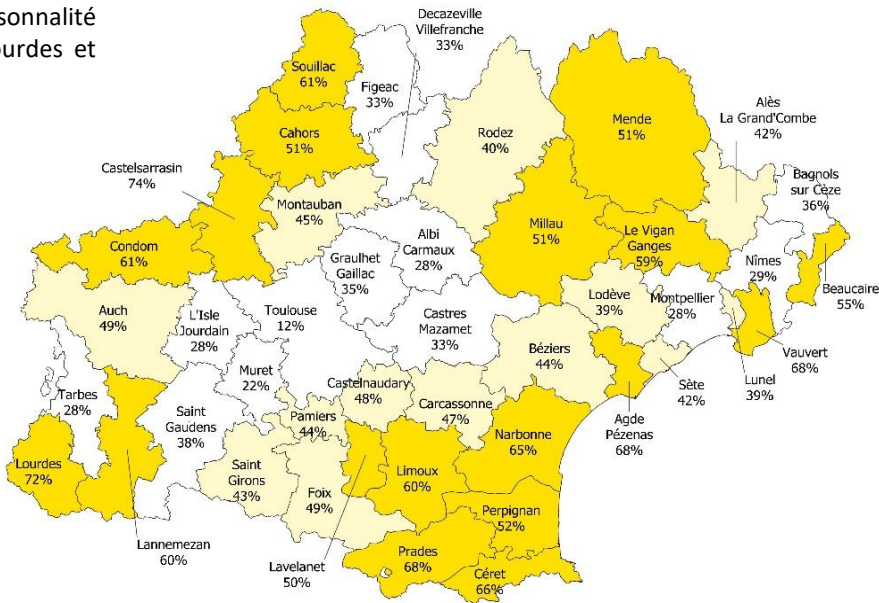 sonnalité
ourdes et
Decazeville
Villefranche
33%
Souillac
61%
Figeac
33%
Cahors
51%
Rodez
40%
Mende
51%
Alès
La Grand'Combe
42%
Castelsarrasin
74%
Montauban
45%
Bagnols
sur Cèze
36%
Condom
61%
Albi
Carmaux
28%
Millau
51%
Le Vigan
Ganges
59%
Graulhet
Gaillac
35%
Nîmes
29%
Beaucaire
55%
Auch
49%
L'Isle
Jourdain
28%
Toulouse
12%
Castres
Mazamet
33%
Lodève
39%
Montpellier
28%
Vauvert
68%
Lunel
39%
Sète
42%
Béziers
44%
Tarbes
28%
Muret
22%
Castelnaudary
48%
Saint
Gaudens
38%
Pamiers
44%
Carcassonne
47%
Agde
Pézenas
68%
Lourdes
72%
Saint
Girons
43%
Foix
49%
Limoux
60%
Narbonne
65%
Lannemezan
60%
Lavelanet
50%
Perpignan
52%
Prades
68%
Céret
66%